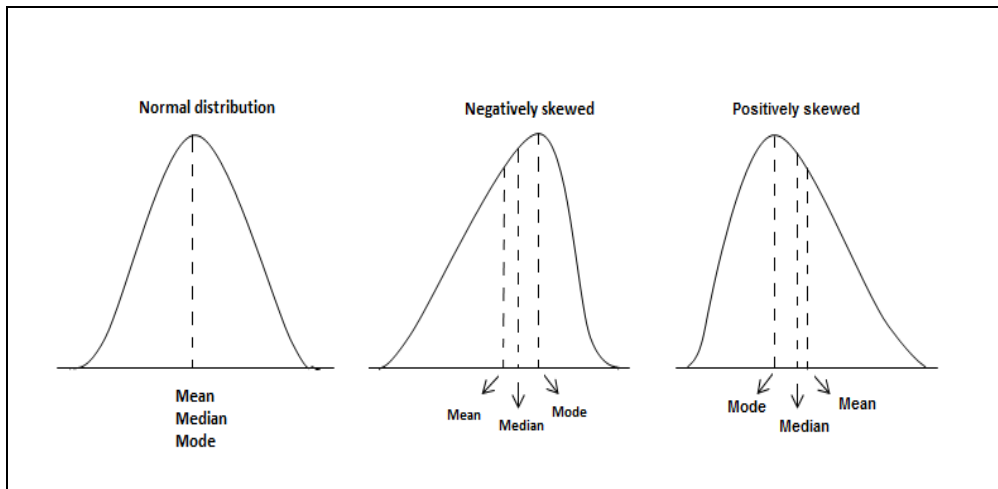 Normal distribution
Mean
Median
Mode
Negatively skewed
Mean
Median
Mode
Positively skewed
Mode
Median
Mean